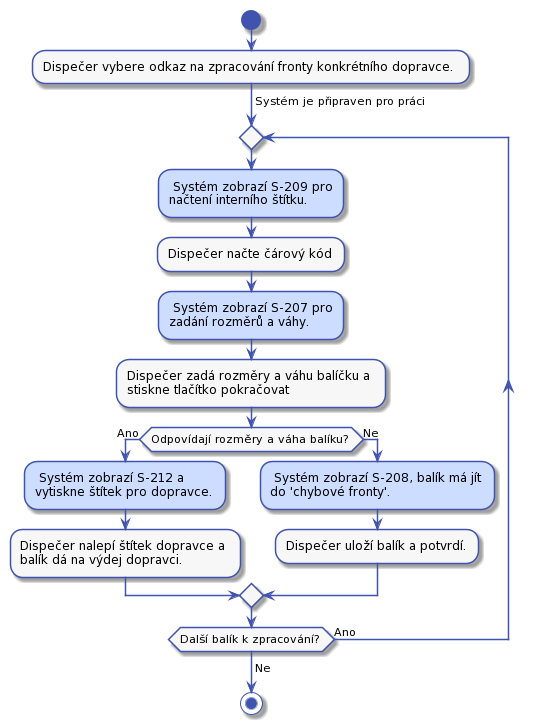 Dispečer vybere odkaz na zpracování fronty konkrétního dopravce.
Systém je připraven pro práci
Systém zobrazí S-209 pro
načtení interního štítku.
Dispečer načte čárový kód
Systém zobrazí S-207 pro
zadání rozměrů a váhy.
Dispečer zadá rozměry a váhu balíčku a
stiskne tlačítko pokračovat
Ano
Odpovídají rozměry a váha balíku?
Ne
Systém zobrazí S-212 a
vytiskne štítek pro dopravce.
Systém zobrazí S-208, balík má jít
do 'chybové fronty'.
Dispečer nalepí štítek dopravce a
balík dá na výdej dopravci.
Dispečer uloží balík a potvrdí.
Další balík k zpracování?
Ano
Ne